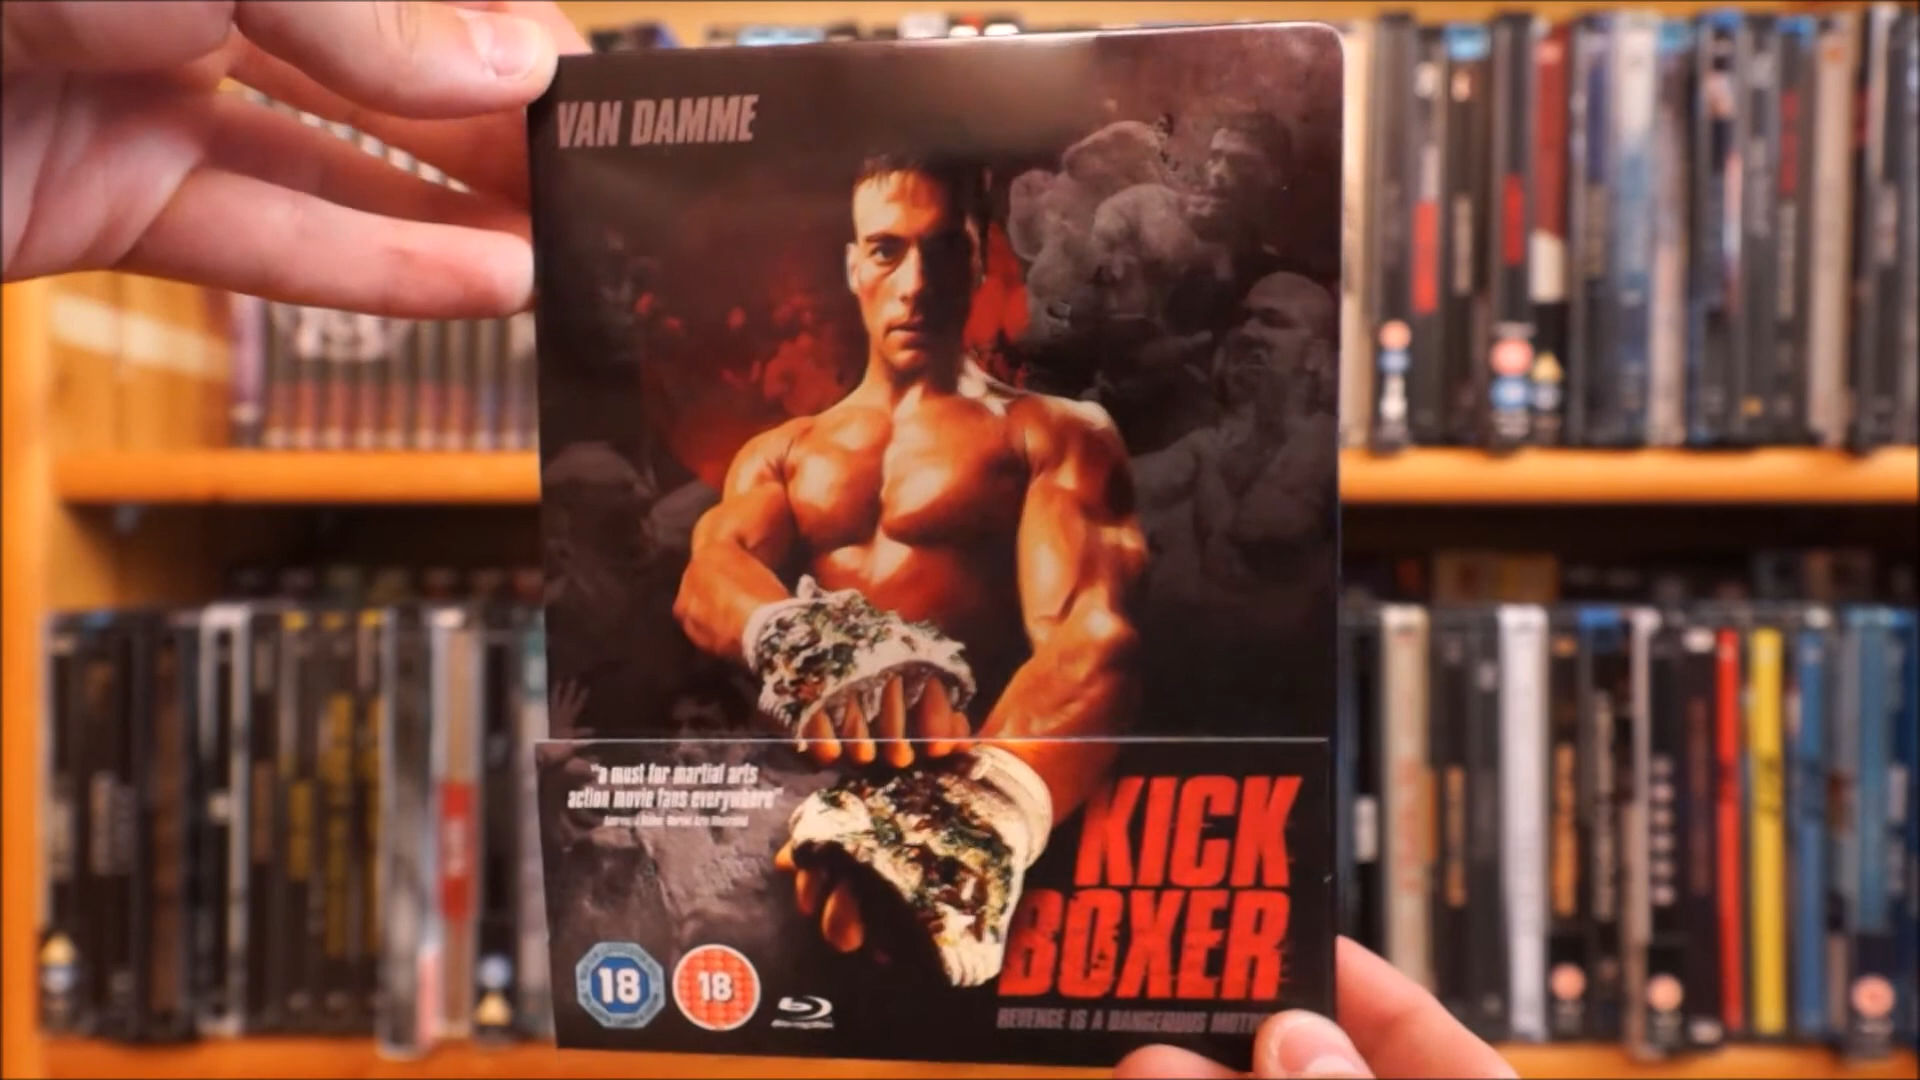 VAN DAMME
"a must for martial arts
action movie fans everywhere"
KICK
BOXER
REVENGE IS A DANGEROUS
18
18